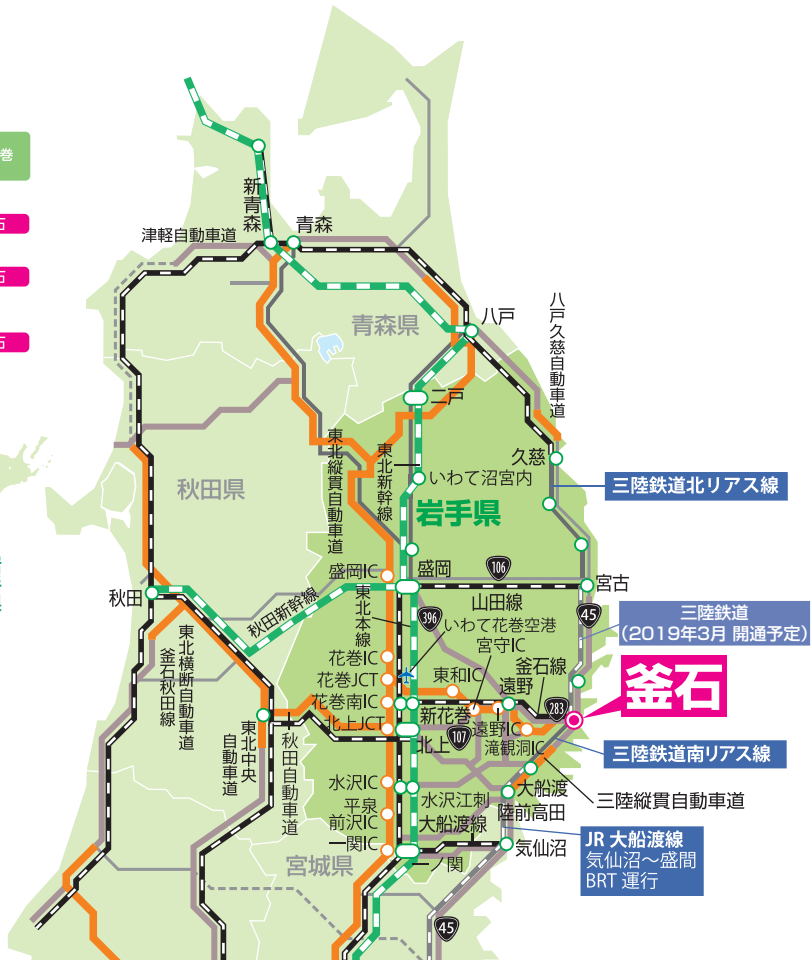 巻
石
石
石
新青森
青森
津軽自動車道
青森県
八戸
八戸久慈自動車道
二戸
東北縦貫自動車道
東北新幹線
いわて沼宮内
久慈
三陸鉄道北リアス線
秋田県
岩手県
盛岡IC
盛岡
106
宮古
秋田
秋田新幹線
東北本線
396
山田線
45
三陸鉄道
(2019年3月 開通予定)
いわて花巻空港
宮守IC
花巻IC
花巻JCT
東和IC
釜石線
釜石
東北横断自動車道
釜石秋田線
花巻南IC
遠野
283
北上JCT
新花巻
遠野IC
107
滝観洞IC
北上
三陸鉄道南リアス線
東北中央
自動車道
秋田自動車道
水沢IC
水沢江刺
大船渡
三陸縦貫自動車道
平泉
前沢IC
陸前高田
大船渡線
一関IC
気仙沼
JR 大船渡線
気仙沼〜盛間
BRT 運行
宮城県
一ノ関
45